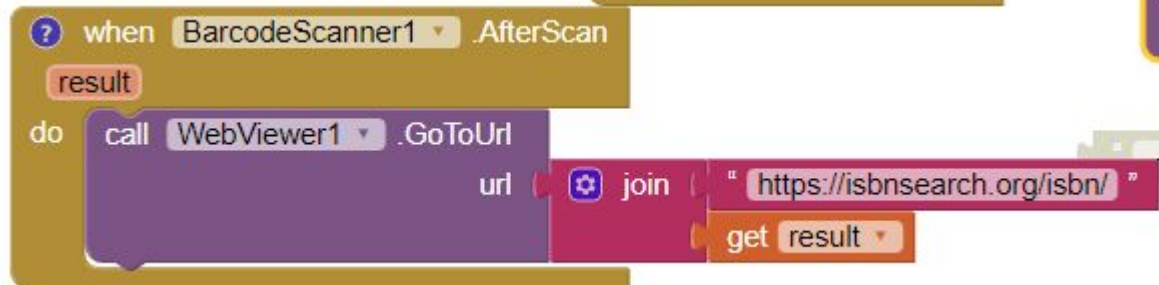 ? when BarcodeScanner1 .AfterScan
result
do call WebViewer1 .GoToUrl
url join “ https://isbnsearch.org/isbn/ ”
get result